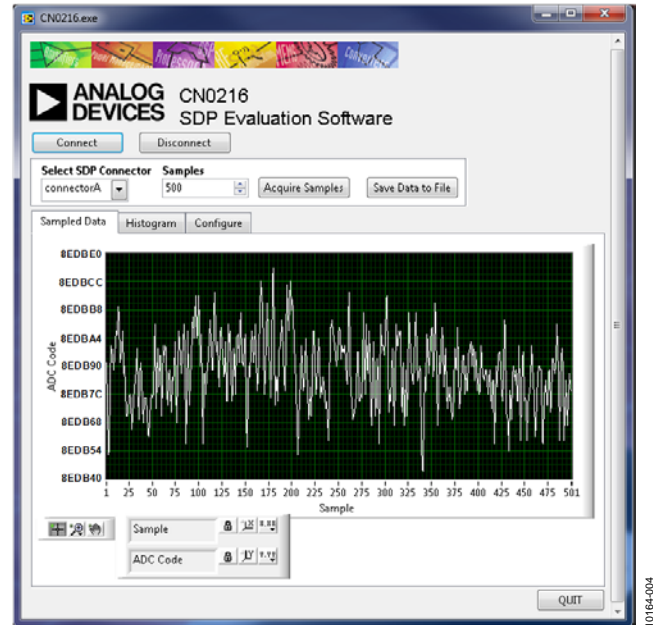 CN0216.exe
ANALOG DEVICES
CN0216
SDP Evaluation Software
Connect
Disconnect
Select SDP Connector
Samples
connectorA
500
Acquire Samples
Save Data to File
Sampled Data
Histogram
Configure
8EDBE0
8EDBCC
8EDBB8
8EDBA4
8EDB90
8EDB7C
8EDB68
8EDB54
8EDB40
ADC Code
1 25 50 75 100 125 150 175 200 225 250 275 300 325 350 375 400 425 450 475 501
Sample
Sample
ADC Code
QUIT
10164-004